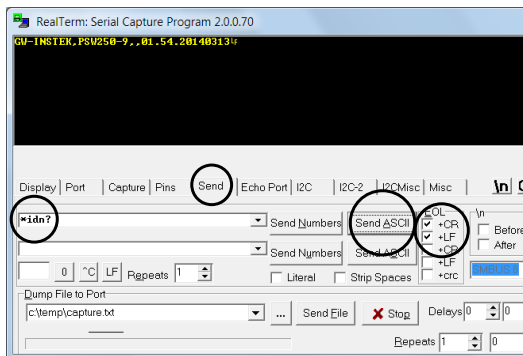 RealTerm: Serial Capture Program 2.0.0.70
GW-INSTEK,PSW250-9,,01.54.20140313
Display Port Capture Pins Send Echo Port I2C I2C-2 I2CMisc Misc \n
EOL \n
*idn? Send Numbers Send ASCII +CR Before
+LF After
Send Numbers Send ASCII +CR
+LF
0 ^C LF Repeats 1 Literal Strip Spaces +crc SMBUS 8
Dump File to Port
c:\temp\capture.txt ... Send File Stop Delays 0 0
Repeats 1 0